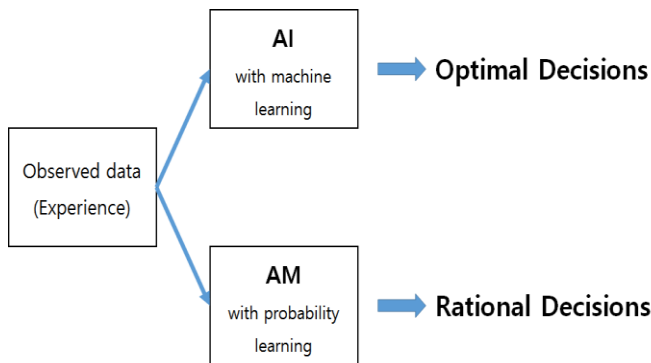 AI
with machine
learning
Optimal Decisions
Observed data
(Experience)
AM
with probability
learning
Rational Decisions